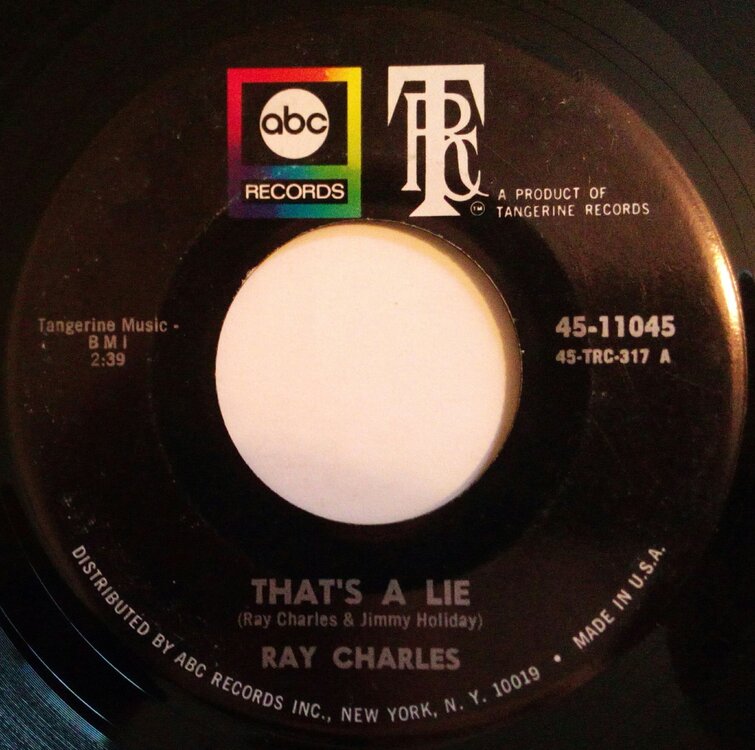 abc
RECORDS
TRC
™
A PRODUCT OF
TANGERINE RECORDS
Tangerine Music -
B M I
2:39
45-11045
45-TRC-317 A
THAT'S A LIE
(Ray Charles & Jimmy Holiday)
RAY CHARLES
DISTRIBUTED BY ABC RECORDS INC., NEW YORK, N. Y. 10019 • MADE IN U.S.A.